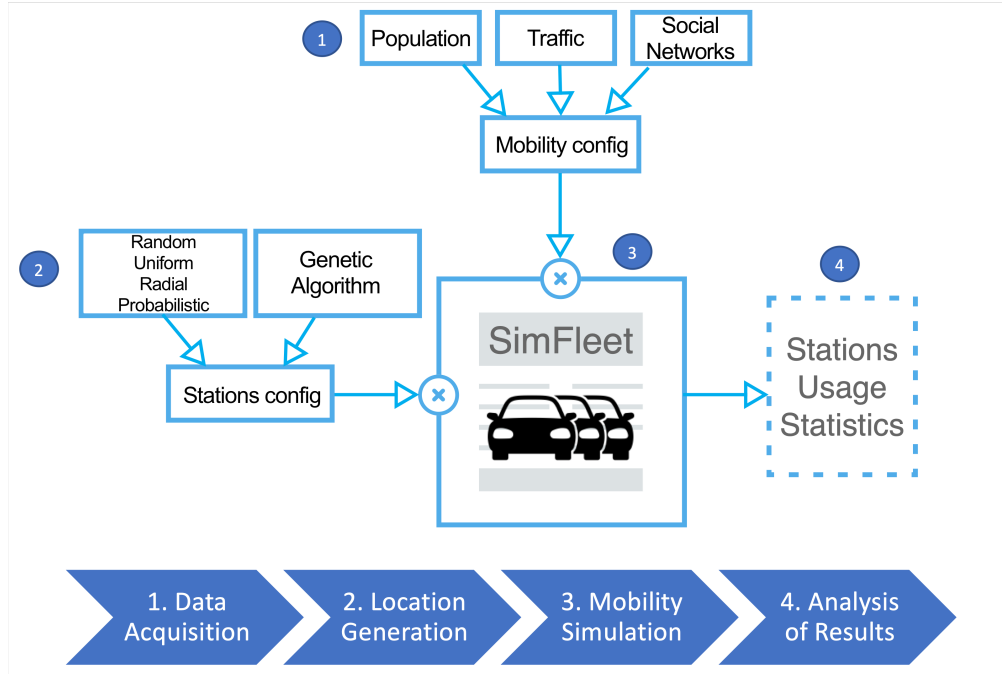 1
Population
Traffic
Social
Networks
Mobility config
2
Random
Uniform
Radial
Probabilistic
Genetic
Algorithm
Stations config
3
SimFleet
4
Stations
Usage
Statistics
1. Data
Acquisition
2. Location
Generation
3. Mobility
Simulation
4. Analysis
of Results